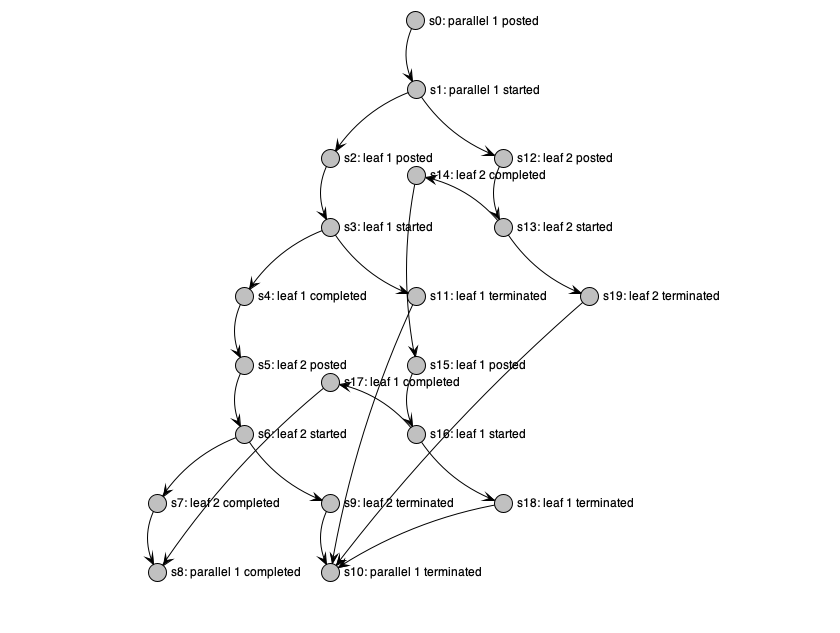 s0: parallel 1 posted
s1: parallel 1 started
s2: leaf 1 posted
s12: leaf 2 posted
s14: leaf 2 completed
s3: leaf 1 started
s13: leaf 2 started
s4: leaf 1 completed
s11: leaf 1 terminated
s19: leaf 2 terminated
s5: leaf 2 posted
s15: leaf 1 posted
s17: leaf 1 completed
s6: leaf 2 started
s16: leaf 1 started
s7: leaf 2 completed
s9: leaf 2 terminated
s18: leaf 1 terminated
s8: parallel 1 completed
s10: parallel 1 terminated